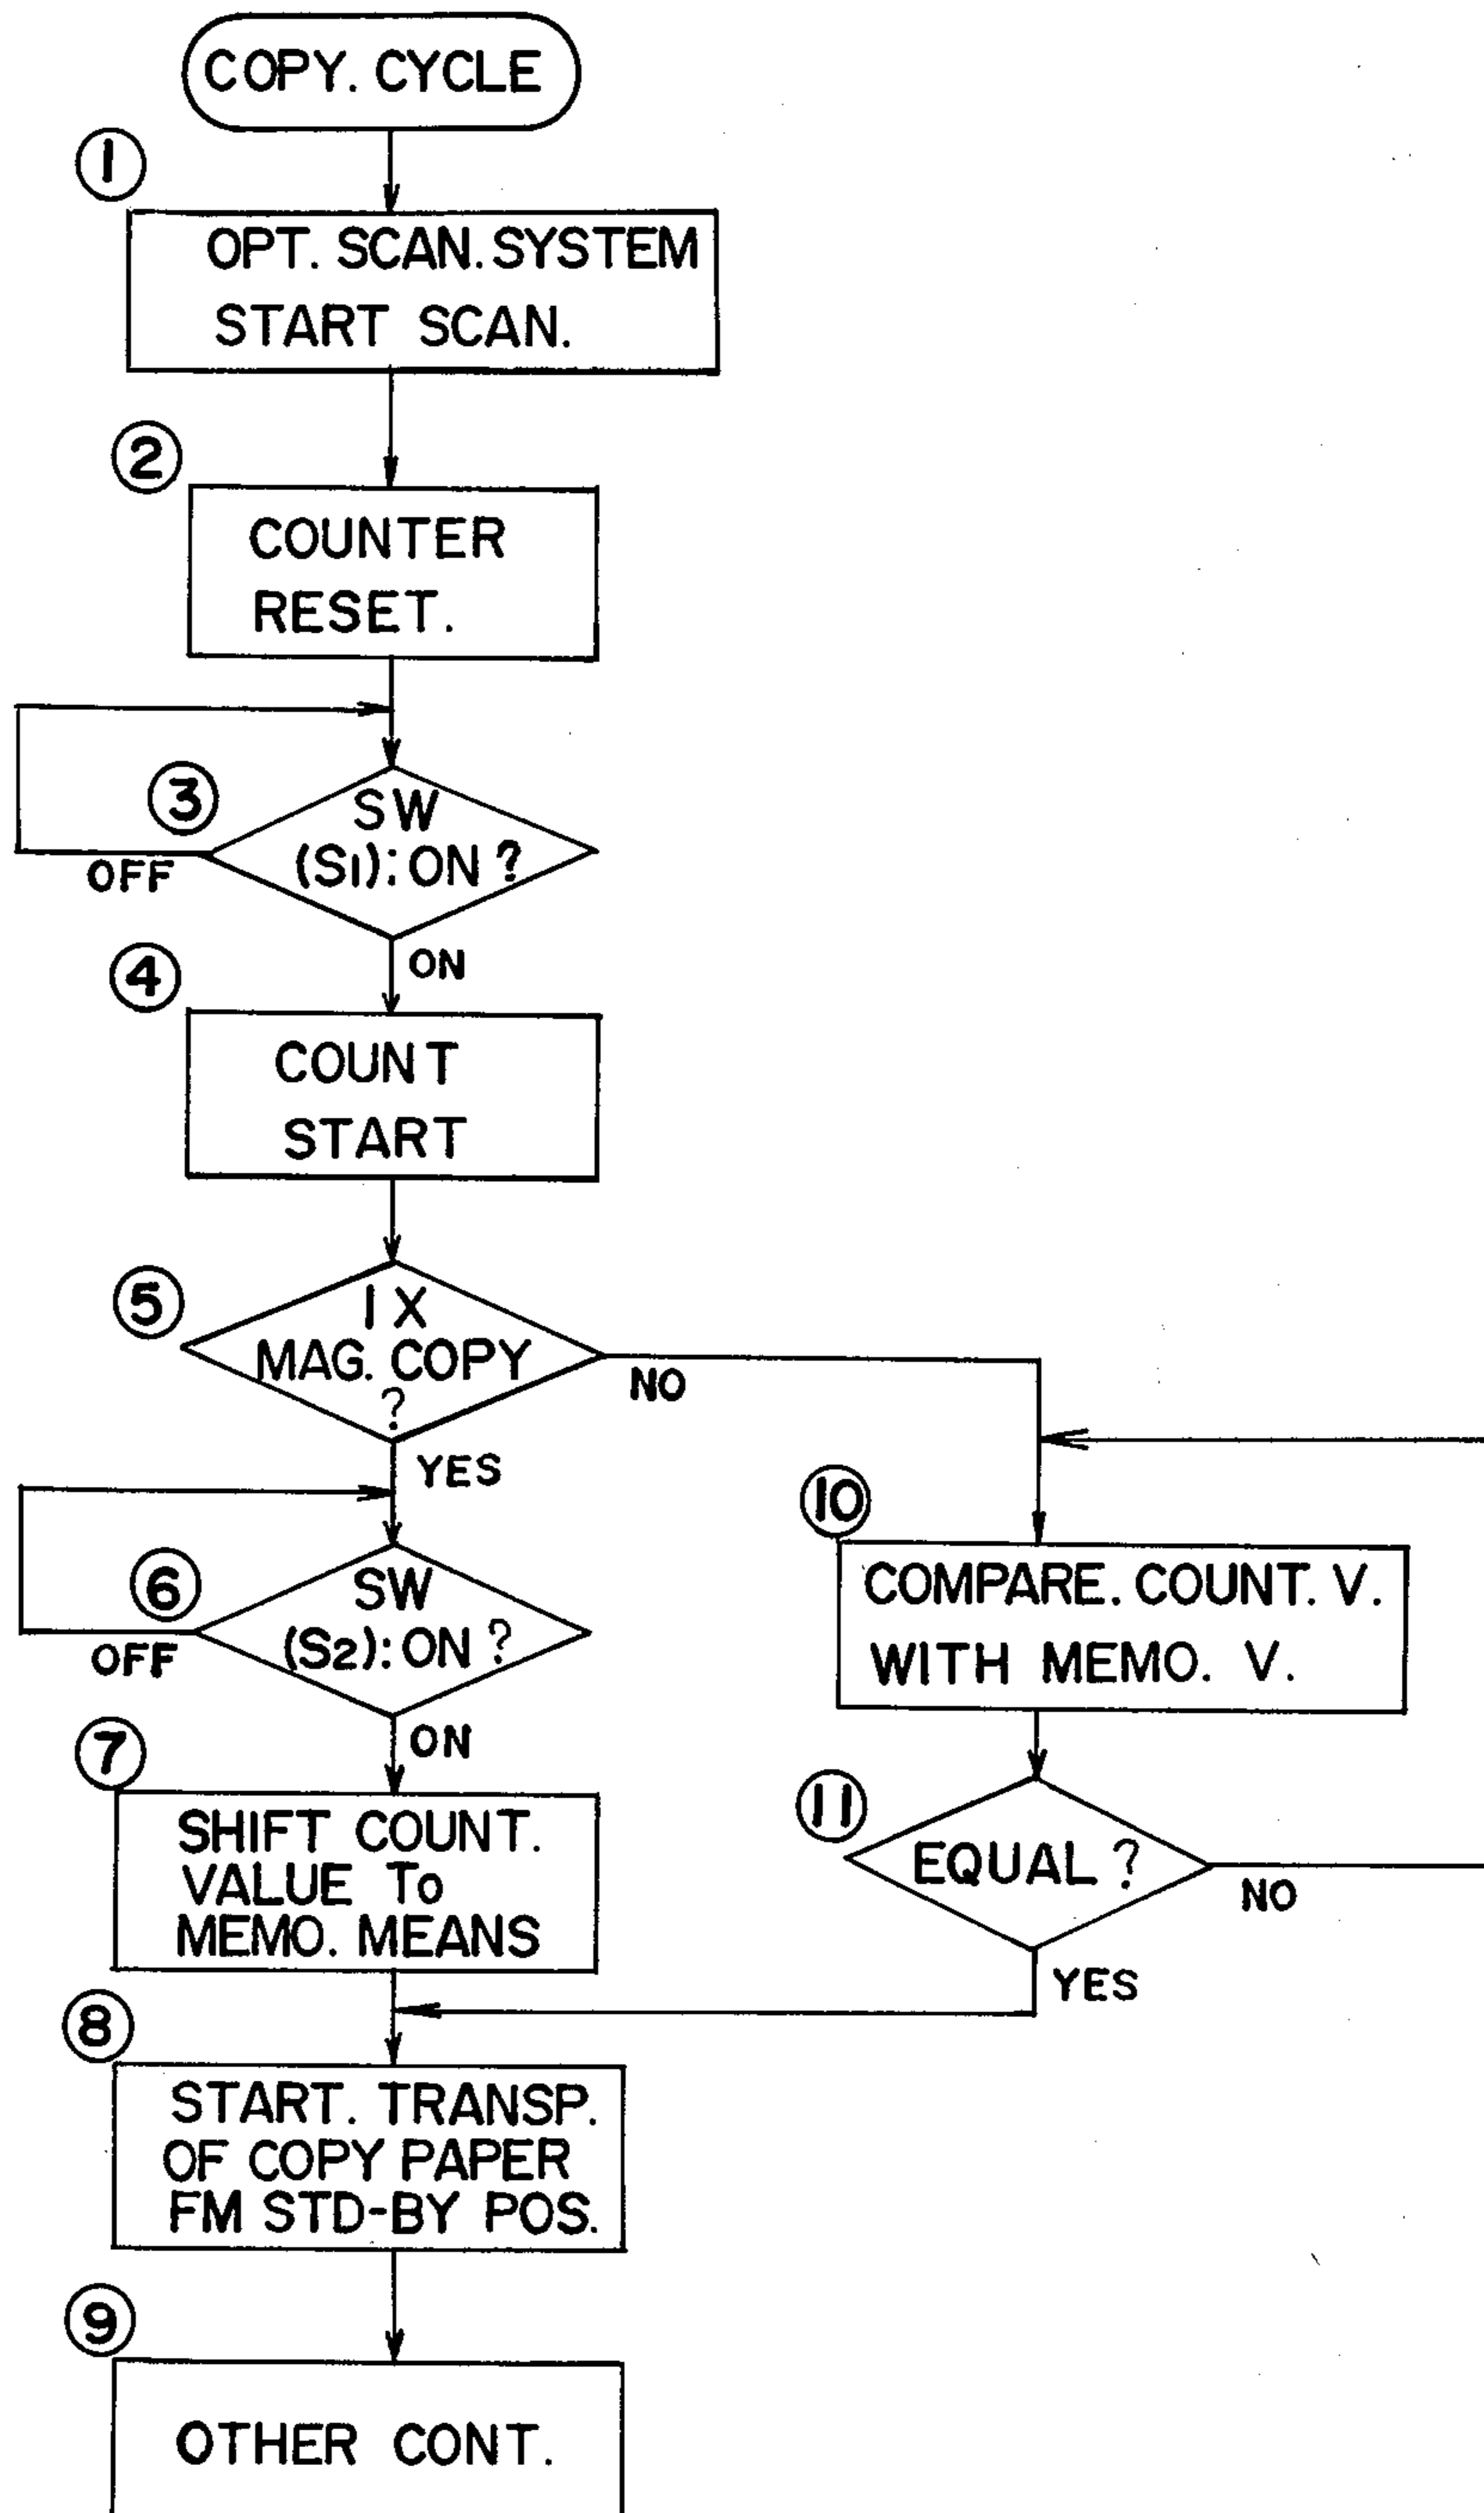 COPY. CYCLE
1
OPT. SCAN. SYSTEM
START SCAN.
2
COUNTER
RESET.
3
SW
(S1): ON ?
OFF
ON
4
COUNT
START
5
1 X
MAG. COPY
?
NO
YES
6
SW
(S2): ON ?
OFF
ON
7
SHIFT COUNT.
VALUE To
MEMO. MEANS
10
COMPARE. COUNT. V.
WITH MEMO. V.
11
EQUAL ?
NO
YES
8
START. TRANSP.
OF COPY PAPER
FM STD-BY POS.
9
OTHER CONT.